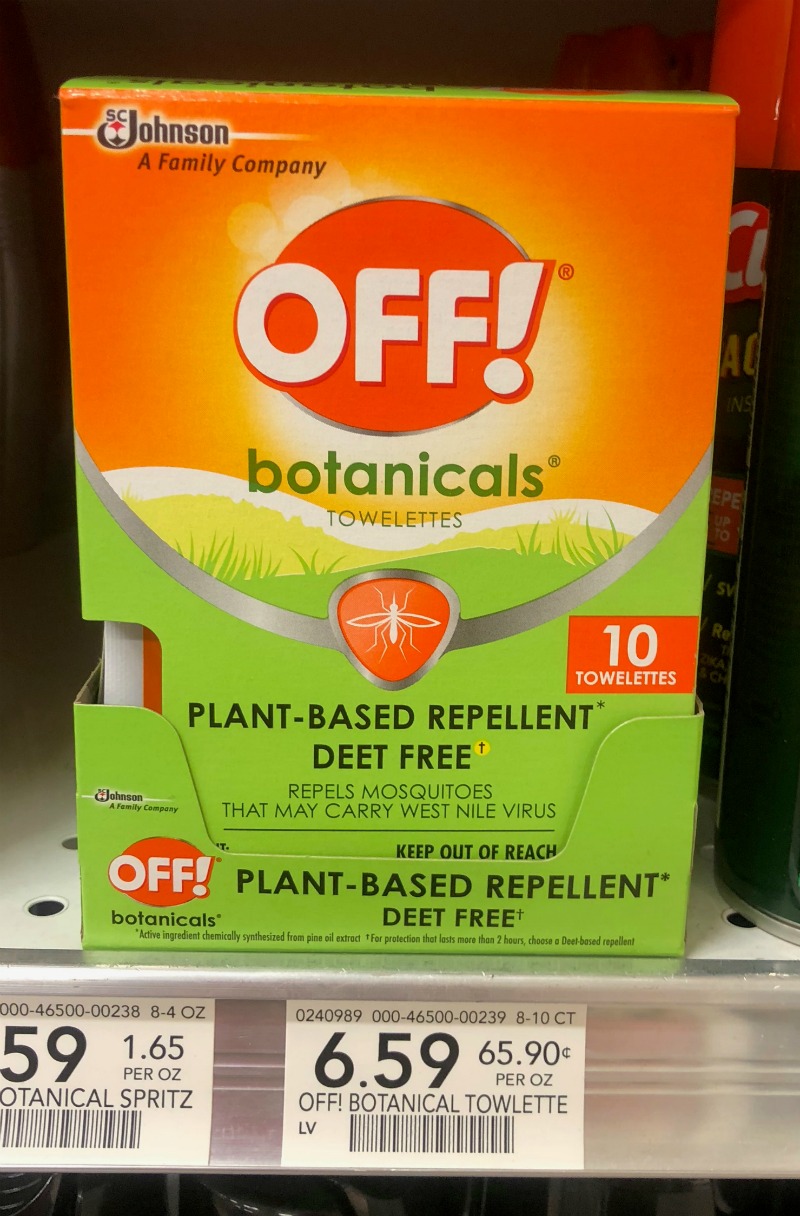 SC Johnson
A Family Company
OFF!®
botanicals®
TOWELETTES
10
TOWELETTES
PLANT-BASED REPELLENT*
DEET FREE†
REPELS MOSQUITOES
THAT MAY CARRY WEST NILE VIRUS
KEEP OUT OF REACH
SC Johnson
A Family Company
OFF!
botanicals®
PLANT-BASED REPELLENT*
DEET FREE†
*Active ingredient chemically synthesized from pine oil extract †For protection that lasts more than 2 hours, choose a Deet-based repellent
000-46500-00238 8-4 OZ
59
1.65
PER OZ
OTANICAL SPRITZ
0240989 000-46500-00239 8-10 CT
6.59
65.90¢
PER OZ
OFF! BOTANICAL TOWLETTE
LV